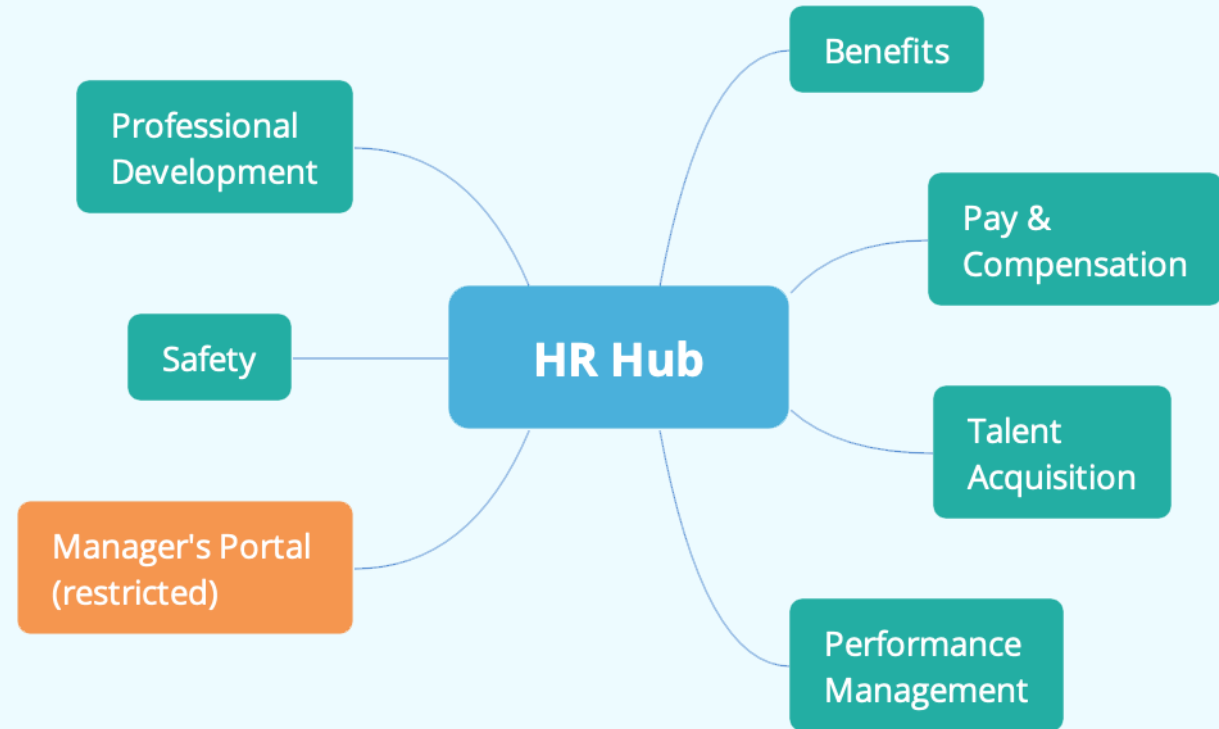 Benefits
Professional
Development
Pay &
Compensation
HR Hub
Safety
Talent
Acquisition
Manager's Portal
(restricted)
Performance
Management